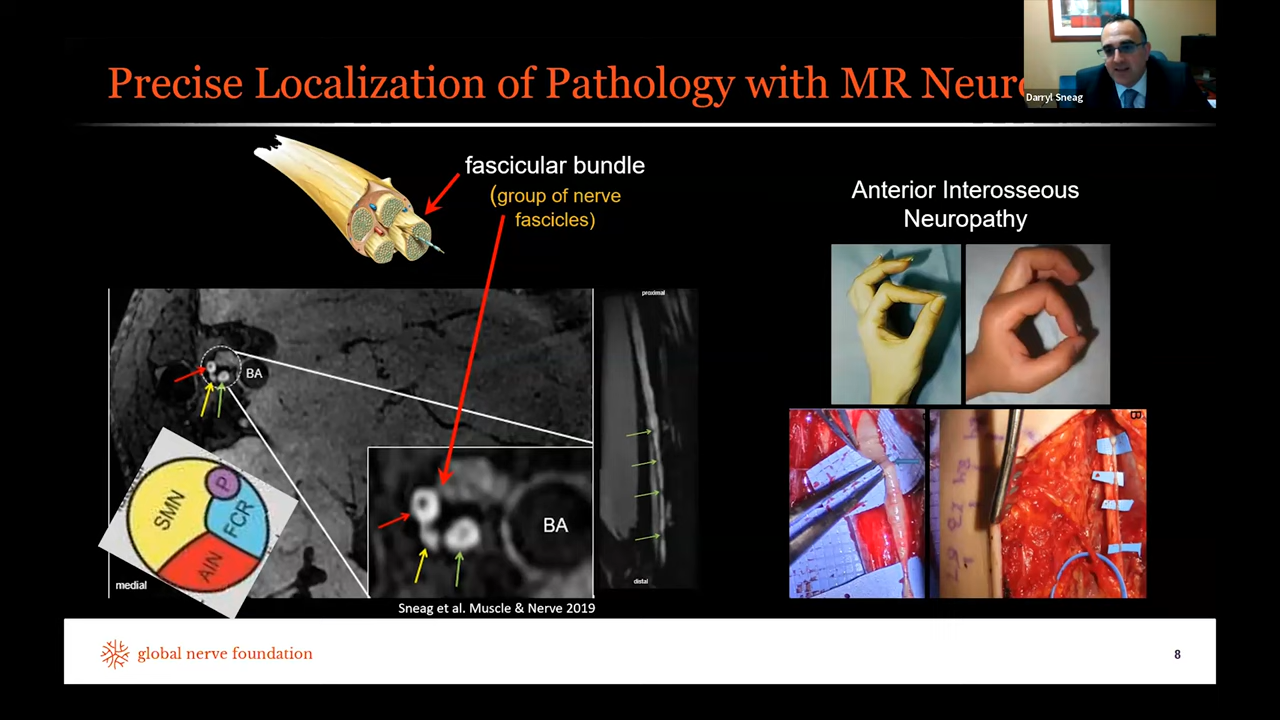 Precise Localization of Pathology with MR Neuro
Darryl Sneag
fascicular bundle
(group of nerve
fascicles)
Anterior Interosseous
Neuropathy
proximal
BA
SMN
P
FCR
AIN
medial
BA
distal
Sneag et al. Muscle & Nerve 2019
B
global nerve foundation
8